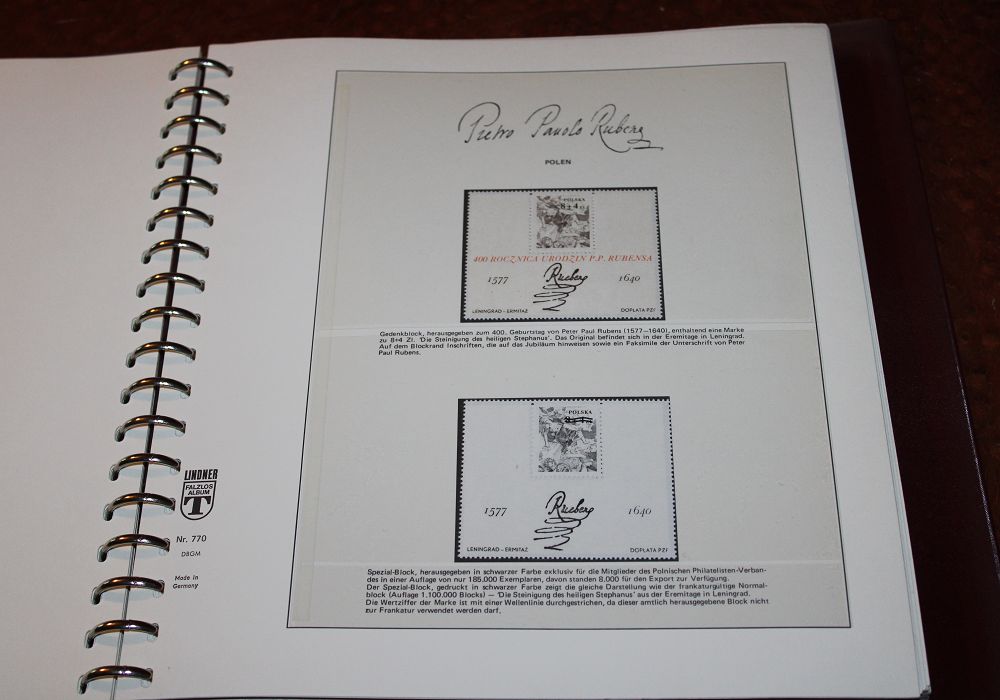 Pietro Pauolo Rubens
POLEN
POLSKA
8+4 ZŁ
400 ROCZNICA URODZIN P.P. RUBENSA
1577
Rubens
1640
LENINGRAD – ERMITAŻ
DOPŁATA PZF
Gedenkblock, herausgegeben zum 400. Geburtstag von Peter Paul Rubens (1577–1640), enthaltend eine Marke
zu 8+4 Zl. 'Die Steinigung des heiligen Stephanus'. Das Original befindet sich in der Eremitage in Leningrad.
Auf dem Blockrand Inschriften, die auf das Jubiläum hinweisen sowie ein Faksimile der Unterschrift von Peter
Paul Rubens.
POLSKA
1577
Rubens
1640
LENINGRAD – ERMITAŻ
DOPŁATA PZF
Spezial-Block, herausgegeben in schwarzer Farbe exklusiv für die Mitglieder des Polnischen Philatelisten-Verban-
des in einer Auflage von nur 185.000 Exemplaren, davon standen 8.000 für den Export zur Verfügung.
Der Spezial-Block, gedruckt in schwarzer Farbe zeigt die gleiche Darstellung wie der frankaturgültige Normal-
block (Auflage 1.100.000 Blocks) — 'Die Steinigung des heiligen Stephanus' aus der Eremitage in Leningrad.
Die Wertziffer der Marke ist mit einer Wellenlinie durchgestrichen, da dieser amtlich herausgegebene Block nicht
zur Frankatur verwendet werden darf.
LINDNER
FALZLOS
ALBUM
T
Nr. 770
DBGM
Made in
Germany